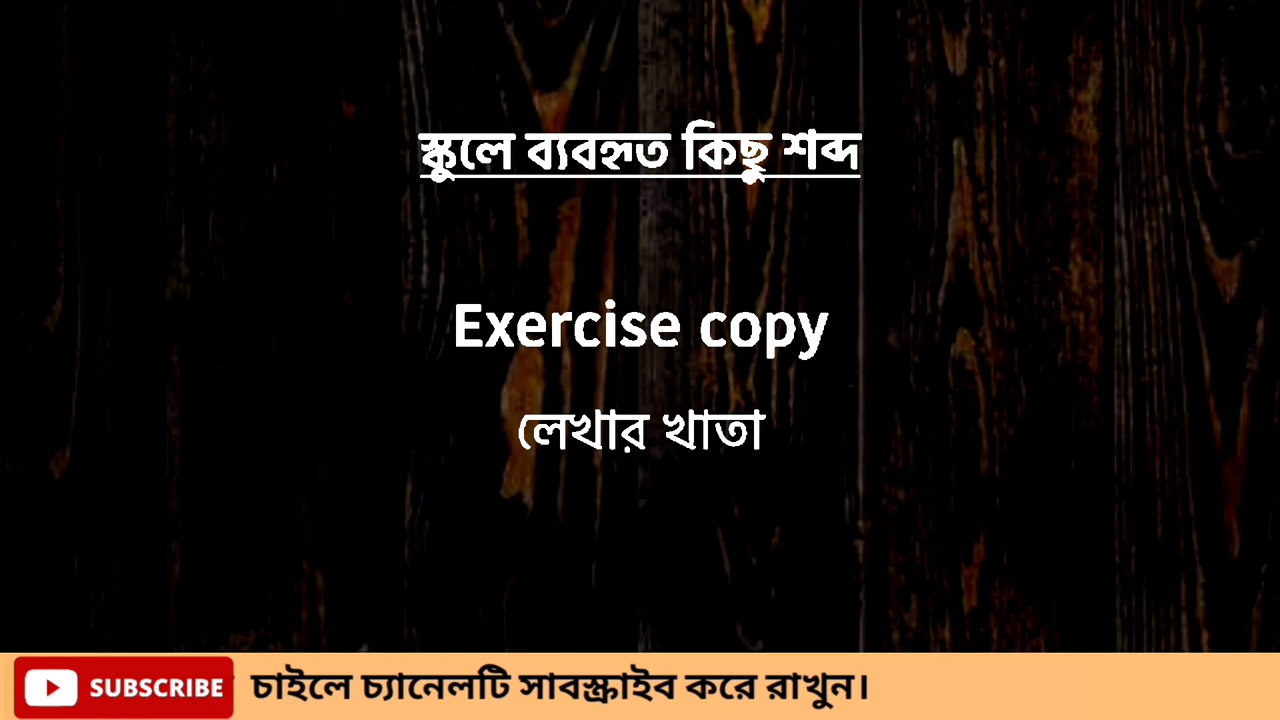 স্কুলে ব্যবহৃত কিছু শব্দ
Exercise copy
লেখার খাতা
SUBSCRIBE চাইলে চ্যানেলটি সাবস্ক্রাইব করে রাখুন।